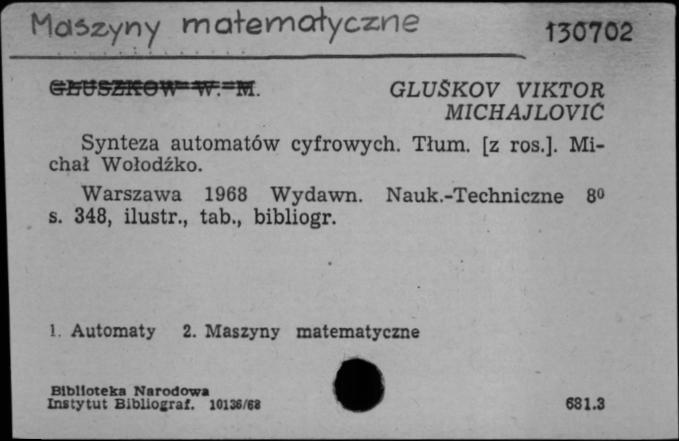 Maszyny matematyczne
130702
GŁUSZKOW W. M.
GLUŠKOV VIKTOR
MICHAJLOVIČ
Synteza automatów cyfrowych. Tłum. [z ros.]. Mi-
chał Wołodźko.
Warszawa 1968 Wydawn. Nauk.-Techniczne 8º
s. 348, ilustr., tab., bibliogr.
1. Automaty 2. Maszyny matematyczne
Biblioteka Narodowa
Instytut Bibliograf. 10136/68
681.3